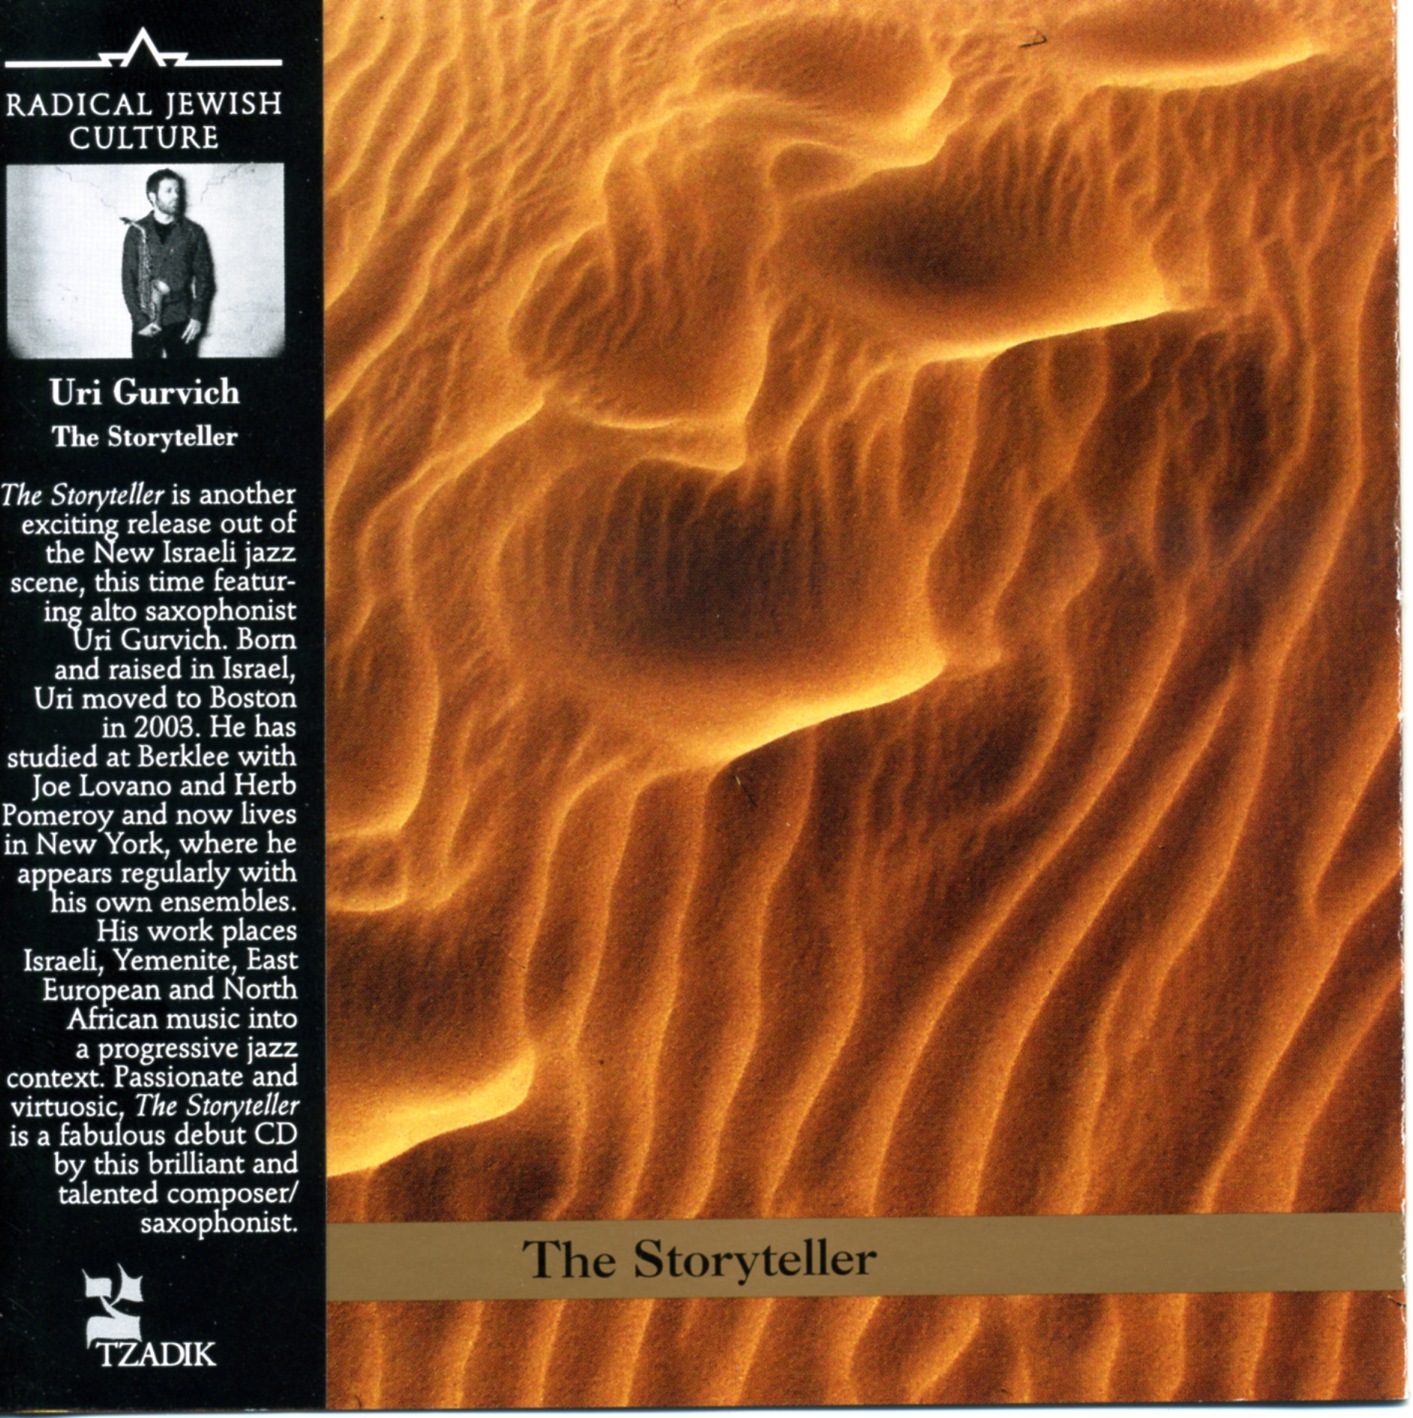 RADICAL JEWISH
CULTURE
Uri Gurvich
The Storyteller
The Storyteller is another
exciting release out of
the New Israeli jazz
scene, this time featur-
ing alto saxophonist
Uri Gurvich. Born
and raised in Israel,
Uri moved to Boston
in 2003. He has
studied at Berklee with
Joe Lovano and Herb
Pomeroy and now lives
in New York, where he
appears regularly with
his own ensembles.
His work places
Israeli, Yemenite, East
European and North
African music into
a progressive jazz
context. Passionate and
virtuosic, The Storyteller
is a fabulous debut CD
by this brilliant and
talented composer/
saxophonist.
צ
TZADIK
The Storyteller